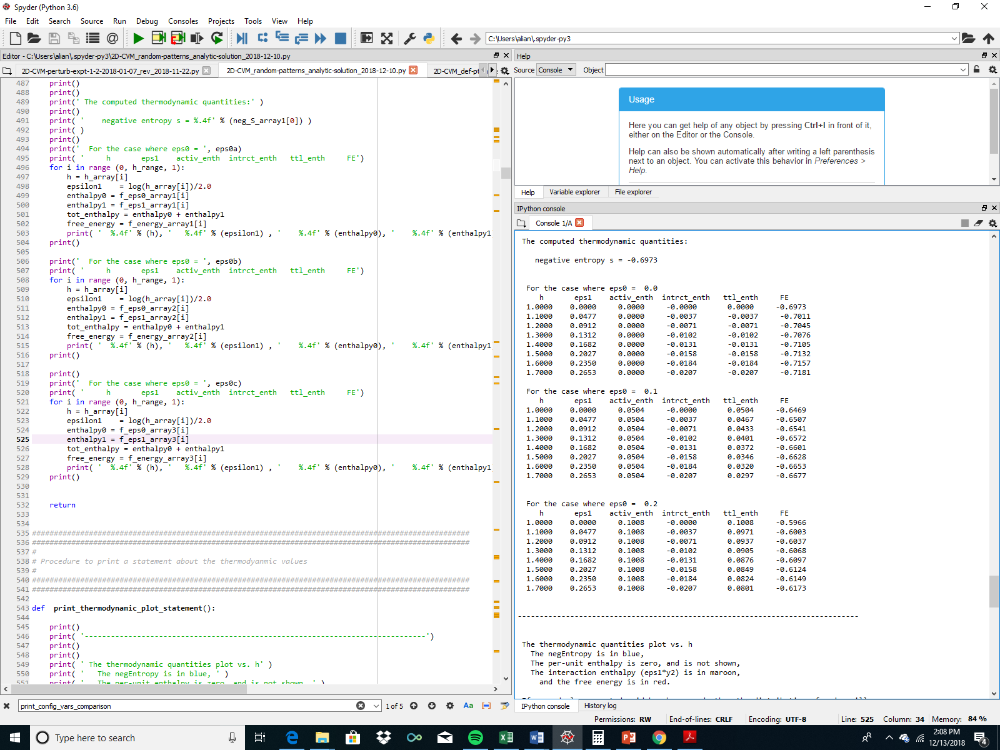 Spyder (Python 3.6)
File Edit Search Source Run Debug Consoles Projects Tools View Help
C:\Users\alian\.spyder-py3
Editor - C:\Users\alian\.spyder-py3\2D-CVM_random-patterns_analytic-solution_2018-12-10.py
2D-CVM-perturb-expt-1-2-2018-01-07_rev_2018-11-22.py 2D-CVM_random-patterns_analytic-solution_2018-12-10.py
487 print()
488 print()
489 print(' The computed thermodynamic quantities:' )
490 print()
491 print( '    negative entropy s = %.4f' % (neg_S_array1[0]) )
492 print( )
493 print()
494 print('  For the case where eps0 = ', eps0a)
495 print( '     h       eps1    activ_enth  intrct_enth   ttl_enth     FE')
496 for i in range (0, h_range, 1):
497     h = h_array[i]
498     epsilon1    = log(h_array[i])/2.0
499     enthalpy0 = f_eps0_array1[i]
500     enthalpy1 = f_eps1_array1[i]
501     tot_enthalpy = enthalpy0 + enthalpy1
502     free_energy = f_energy_array1[i]
503     print( '  %.4f' % (h), '   %.4f' % (epsilon1) , '    %.4f' % (enthalpy0), '    %.4f' % (enthalpy1
504 print()
505
506 print('  For the case where eps0 = ', eps0b)
507 print( '     h       eps1    activ_enth  intrct_enth   ttl_enth     FE')
508 for i in range (0, h_range, 1):
509     h = h_array[i]
510     epsilon1    = log(h_array[i])/2.0
511     enthalpy0 = f_eps0_array2[i]
512     enthalpy1 = f_eps1_array2[i]
513     tot_enthalpy = enthalpy0 + enthalpy1
514     free_energy = f_energy_array2[i]
515     print( '  %.4f' % (h), '   %.4f' % (epsilon1) , '    %.4f' % (enthalpy0), '    %.4f' % (enthalpy1
516 print()
517
518 print()
519 print('  For the case where eps0 = ', eps0c)
520 print( '     h       eps1    activ_enth  intrct_enth   ttl_enth     FE')
521 for i in range (0, h_range, 1):
522     h = h_array[i]
523     epsilon1    = log(h_array[i])/2.0
524     enthalpy0 = f_eps0_array3[i]
525     enthalpy1 = f_eps1_array3[i]
526     tot_enthalpy = enthalpy0 + enthalpy1
527     free_energy = f_energy_array3[i]
528     print( '  %.4f' % (h), '   %.4f' % (epsilon1) , '    %.4f' % (enthalpy0), '    %.4f' % (enthalpy1
529 print()
530
531
532 return
533
534
535 ####################################################################################################
536 ####################################################################################################
537 #
538 # Procedure to print a statement about the thermodyanmic values
539 #
540 ####################################################################################################
541 ####################################################################################################
542
543 def  print_thermodynamic_plot_statement():
544
545 print()
546 print( '------------------------------------------------------------------------------')
547 print()
548 print()
549 print( ' The thermodynamic quantities plot vs. h' )
550 print( '   The negEntropy is in blue, ' )
551 print( '   The per-unit enthalpy is zero, and is not shown, ' )
print_config_vars_comparison 1 of 5 Aa
Help
Source Console Object
Usage
Here you can get help of any object by pressing Ctrl+I in front of it,
either on the Editor or the Console.
Help can also be shown automatically after writing a left parenthesis
next to an object. You can activate this behavior in Preferences >
Help.
Help Variable explorer File explorer
IPython console
Console 1/A
The computed thermodynamic quantities:
negative entropy s = -0.6973
For the case where eps0 =  0.0
h eps1 activ_enth intrct_enth ttl_enth FE
1.0000 0.0000 0.0000 -0.0000 0.0000 -0.6973
1.1000 0.0477 0.0000 -0.0037 -0.0037 -0.7011
1.2000 0.0912 0.0000 -0.0071 -0.0071 -0.7045
1.3000 0.1312 0.0000 -0.0102 -0.0102 -0.7076
1.4000 0.1682 0.0000 -0.0131 -0.0131 -0.7105
1.5000 0.2027 0.0000 -0.0158 -0.0158 -0.7132
1.6000 0.2350 0.0000 -0.0184 -0.0184 -0.7157
1.7000 0.2653 0.0000 -0.0207 -0.0207 -0.7181
For the case where eps0 =  0.1
h eps1 activ_enth intrct_enth ttl_enth FE
1.0000 0.0000 0.0504 -0.0000 0.0504 -0.6469
1.1000 0.0477 0.0504 -0.0037 0.0467 -0.6507
1.2000 0.0912 0.0504 -0.0071 0.0433 -0.6541
1.3000 0.1312 0.0504 -0.0102 0.0401 -0.6572
1.4000 0.1682 0.0504 -0.0131 0.0372 -0.6601
1.5000 0.2027 0.0504 -0.0158 0.0346 -0.6628
1.6000 0.2350 0.0504 -0.0184 0.0320 -0.6653
1.7000 0.2653 0.0504 -0.0207 0.0297 -0.6677
For the case where eps0 =  0.2
h eps1 activ_enth intrct_enth ttl_enth FE
1.0000 0.0000 0.1008 -0.0000 0.1008 -0.5966
1.1000 0.0477 0.1008 -0.0037 0.0971 -0.6003
1.2000 0.0912 0.1008 -0.0071 0.0937 -0.6037
1.3000 0.1312 0.1008 -0.0102 0.0905 -0.6068
1.4000 0.1682 0.1008 -0.0131 0.0876 -0.6097
1.5000 0.2027 0.1008 -0.0158 0.0849 -0.6124
1.6000 0.2350 0.1008 -0.0184 0.0824 -0.6149
1.7000 0.2653 0.1008 -0.0207 0.0801 -0.6173
------------------------------------------------------------------------------
The thermodynamic quantities plot vs. h
The negEntropy is in blue,
The per-unit enthalpy is zero, and is not shown,
The interaction enthalpy (eps1*y2) is in maroon,
and the free energy is in red.
IPython console History log
Permissions: RW End-of-lines: CRLF Encoding: UTF-8 Line: 525 Column: 34 Memory: 84 %
Type here to search
2:08 PM
12/13/2018
4